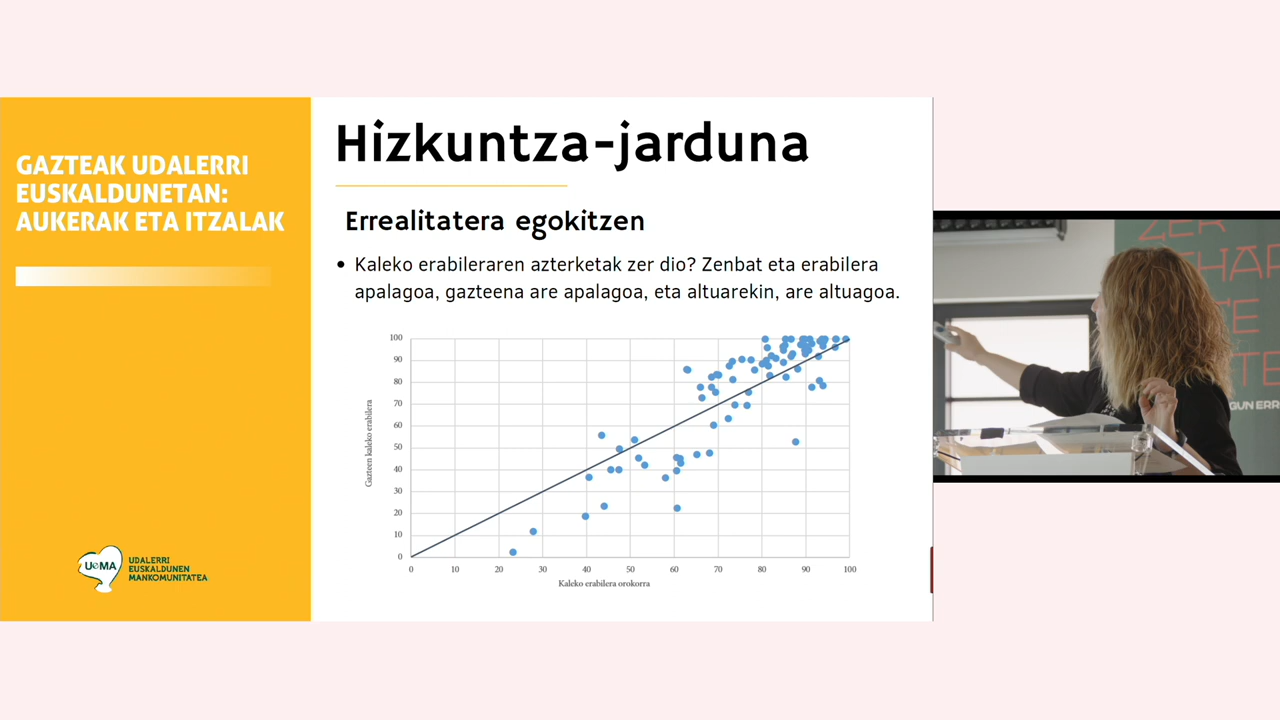 GAZTEAK UDALERRI
EUSKALDUNETAN:
AUKERAK ETA ITZALAK
UEMA
UDALERRI
EUSKALDUNEN
MANKOMUNITATEA
Hizkuntza-jarduna
Errealitatera egokitzen
• Kaleko erabileraren azterketak zer dio? Zenbat eta erabilera
apalagoa, gazteena are apalagoa, eta altuarekin, are altuagoa.
Gazteen kaleko erabilera
100
90
80
70
60
50
40
30
20
10
0
0 10 20 30 40 50 60 70 80 90 100
Kaleko erabilera orokorra
ZER